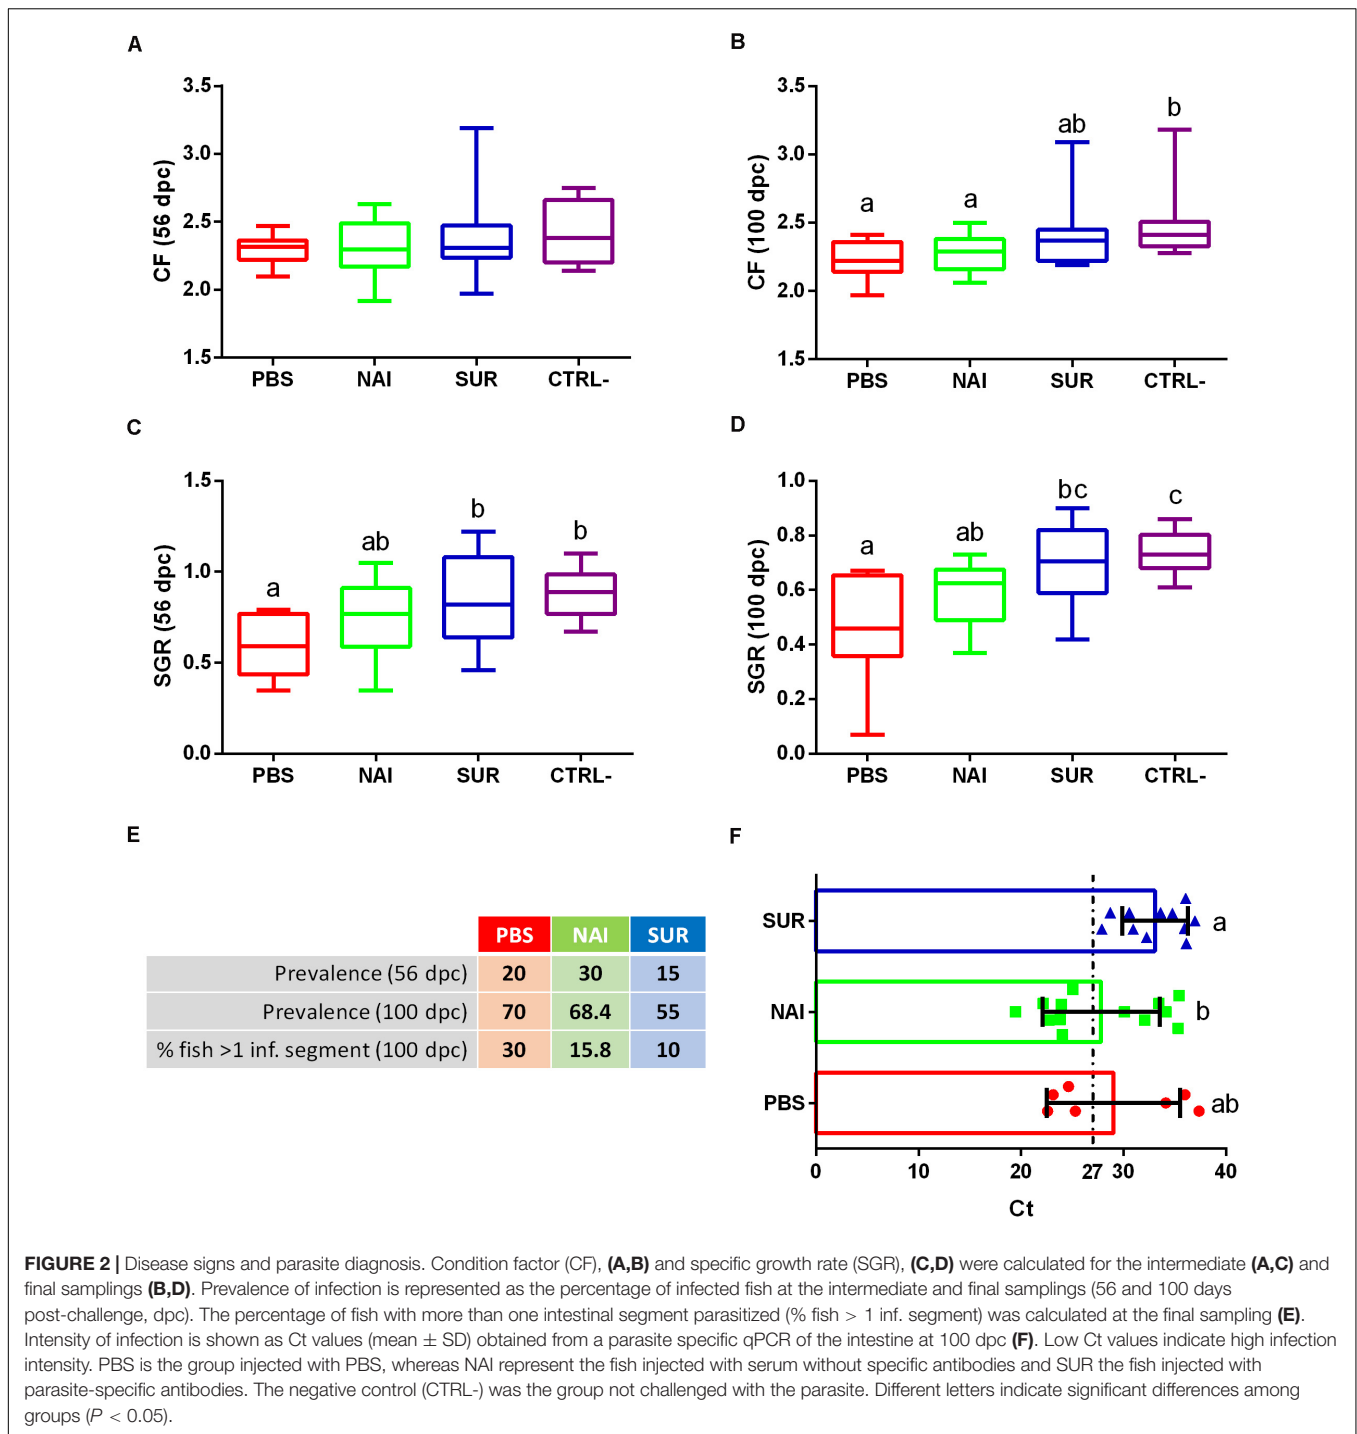 A
3.5
3.0
2.5
2.0
1.5
CF (56 dpc)
PBS NAI SUR CTRL-
B
3.5
3.0
2.5
2.0
1.5
CF (100 dpc)
a a ab b
PBS NAI SUR CTRL-
C
1.5
1.0
0.5
0.0
SGR (56 dpc)
a ab b b
PBS NAI SUR CTRL-
D
1.0
0.8
0.6
0.4
0.2
0.0
SGR (100 dpc)
a ab bc c
PBS NAI SUR CTRL-
E
PBS NAI SUR
Prevalence (56 dpc) 20 30 15
Prevalence (100 dpc) 70 68.4 55
% fish >1 inf. segment (100 dpc) 30 15.8 10
F
SUR a
NAI b
PBS ab
0 10 20 27 30 40
Ct
FIGURE 2 | Disease signs and parasite diagnosis. Condition factor (CF), (A,B) and specific growth rate (SGR), (C,D) were calculated for the intermediate (A,C) and
final samplings (B,D). Prevalence of infection is represented as the percentage of infected fish at the intermediate and final samplings (56 and 100 days
post-challenge, dpc). The percentage of fish with more than one intestinal segment parasitized (% fish > 1 inf. segment) was calculated at the final sampling (E).
Intensity of infection is shown as Ct values (mean ± SD) obtained from a parasite specific qPCR of the intestine at 100 dpc (F). Low Ct values indicate high infection
intensity. PBS is the group injected with PBS, whereas NAI represent the fish injected with serum without specific antibodies and SUR the fish injected with
parasite-specific antibodies. The negative control (CTRL-) was the group not challenged with the parasite. Different letters indicate significant differences among
groups (P < 0.05).